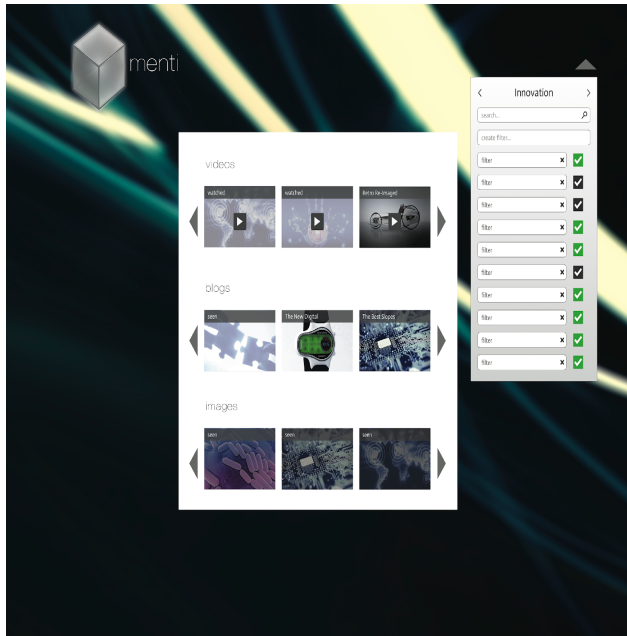 menti
Innovation
search...
create filter...
filter
filter
filter
filter
filter
filter
filter
filter
filter
filter
videos
watched
watched
Retro Re-Imaged
blogs
seen
The New Digital
The Best Slopes
images
seen
seen
seen